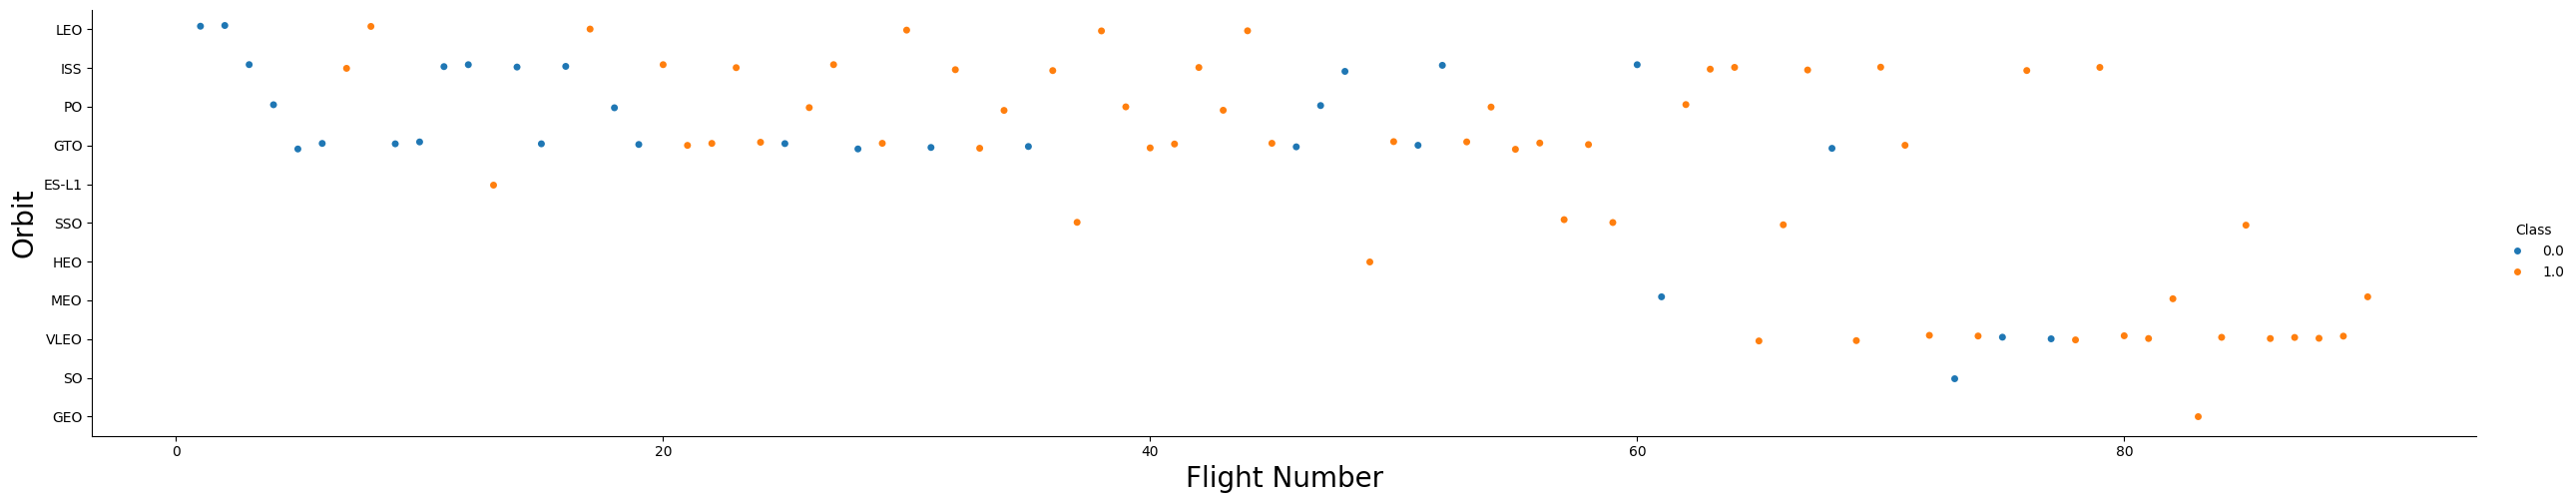 LEO
ISS
PO
GTO
ES-L1
SSO
HEO
MEO
VLEO
SO
GEO
Orbit
0 20 40 60 80
Flight Number
Class
0.0
1.0